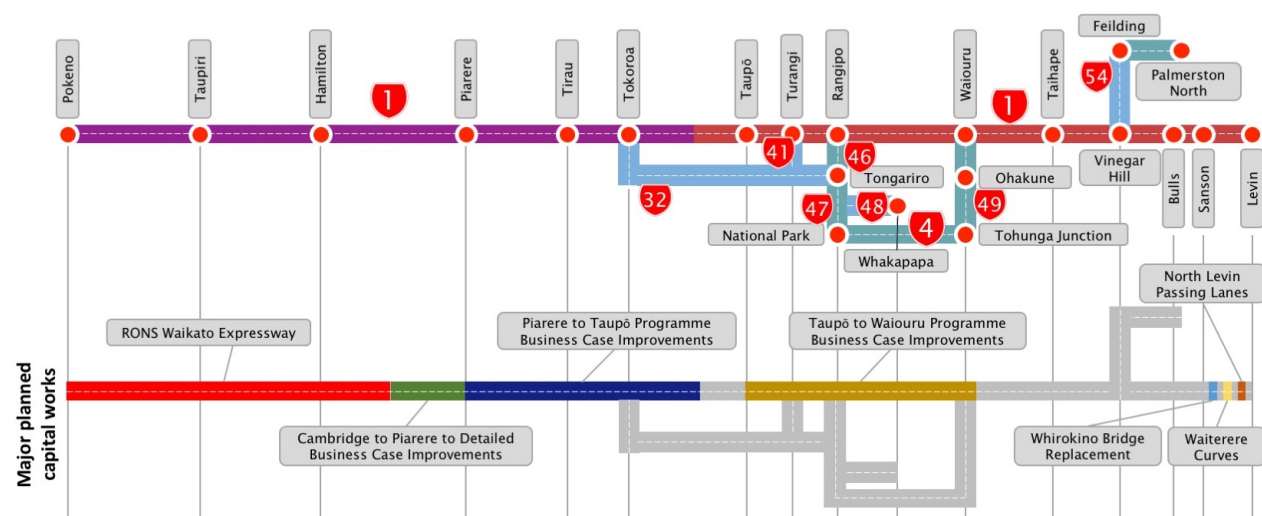 Pokeno
Taupiri
Hamilton
1
Piarere
Tirau
Tokoroa
Taupō
Turangi
Rangipo
Waiouru
1
Taihape
Feilding
54
Palmerston
North
41
46
Tongariro
Ohakune
Vinegar
Hill
Bulls
Sanson
Levin
32
47
48
4
49
National Park
Tohunga Junction
Whakapapa
North Levin
Passing Lanes
RONS Waikato Expressway
Piarere to Taupō Programme
Business Case Improvements
Taupō to Waiouru Programme
Business Case Improvements
Major planned
capital works
Cambridge to Piarere to Detailed
Business Case Improvements
Whirokino Bridge
Replacement
Waiterere
Curves